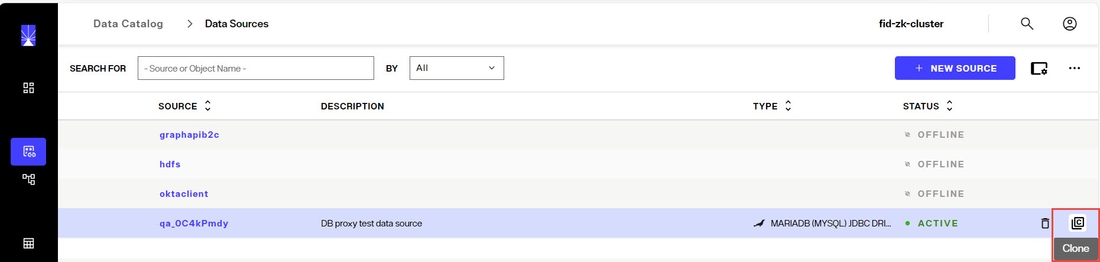 Data Catalog > Data Sources fid-zk-cluster
SEARCH FOR - Source or Object Name - BY All + NEW SOURCE
SOURCE DESCRIPTION TYPE STATUS
graphapib2c OFFLINE
hdfs OFFLINE
oktaclient OFFLINE
qa_0C4kPmdy DB proxy test data source MARIADB (MYSQL) JDBC DRI... ACTIVE
Clone